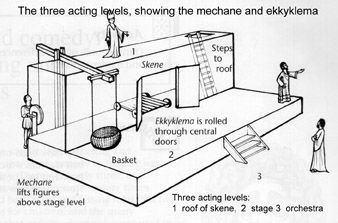 The three acting levels, showing the mechane and ekkyklema
1
Skene
Steps
to
roof
Ekkyklema is rolled
through central
doors
2
Basket
3
Mechane
lifts figures
above stage level
Three acting levels:
1 roof of skene, 2 stage 3 orchestra